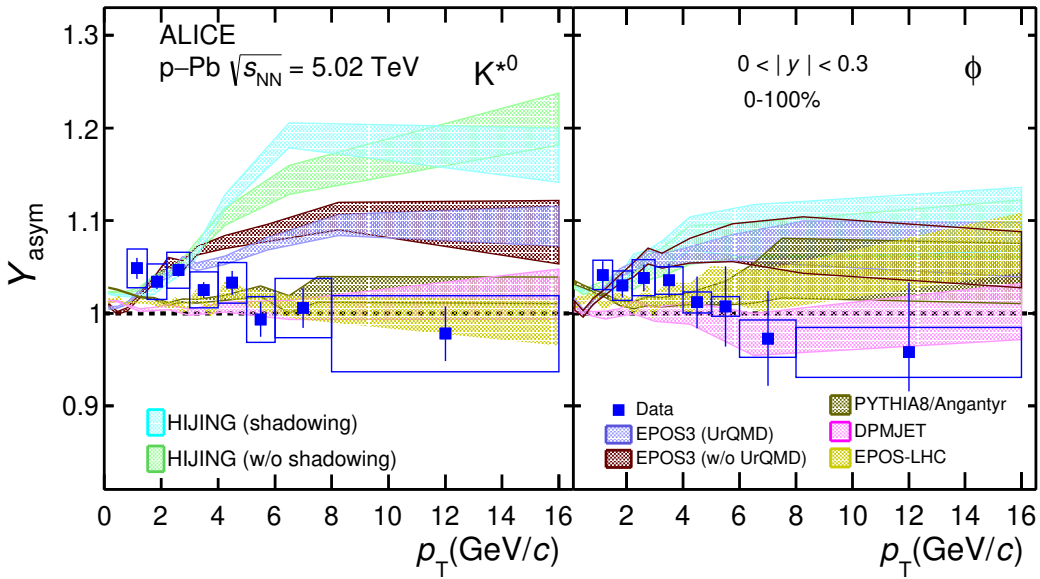 ALICE
p−Pb √sNN = 5.02 TeV
K*0
0 < | y | < 0.3
0-100%
ϕ
1.3
1.2
1.1
1
0.9
Yasym
HIJING (shadowing)
HIJING (w/o shadowing)
Data
EPOS3 (UrQMD)
EPOS3 (w/o UrQMD)
PYTHIA8/Angantyr
DPMJET
EPOS-LHC
0 2 4 6 8 10 12 14 16
2 4 6 8 10 12 14 16
pT(GeV/c)
pT(GeV/c)